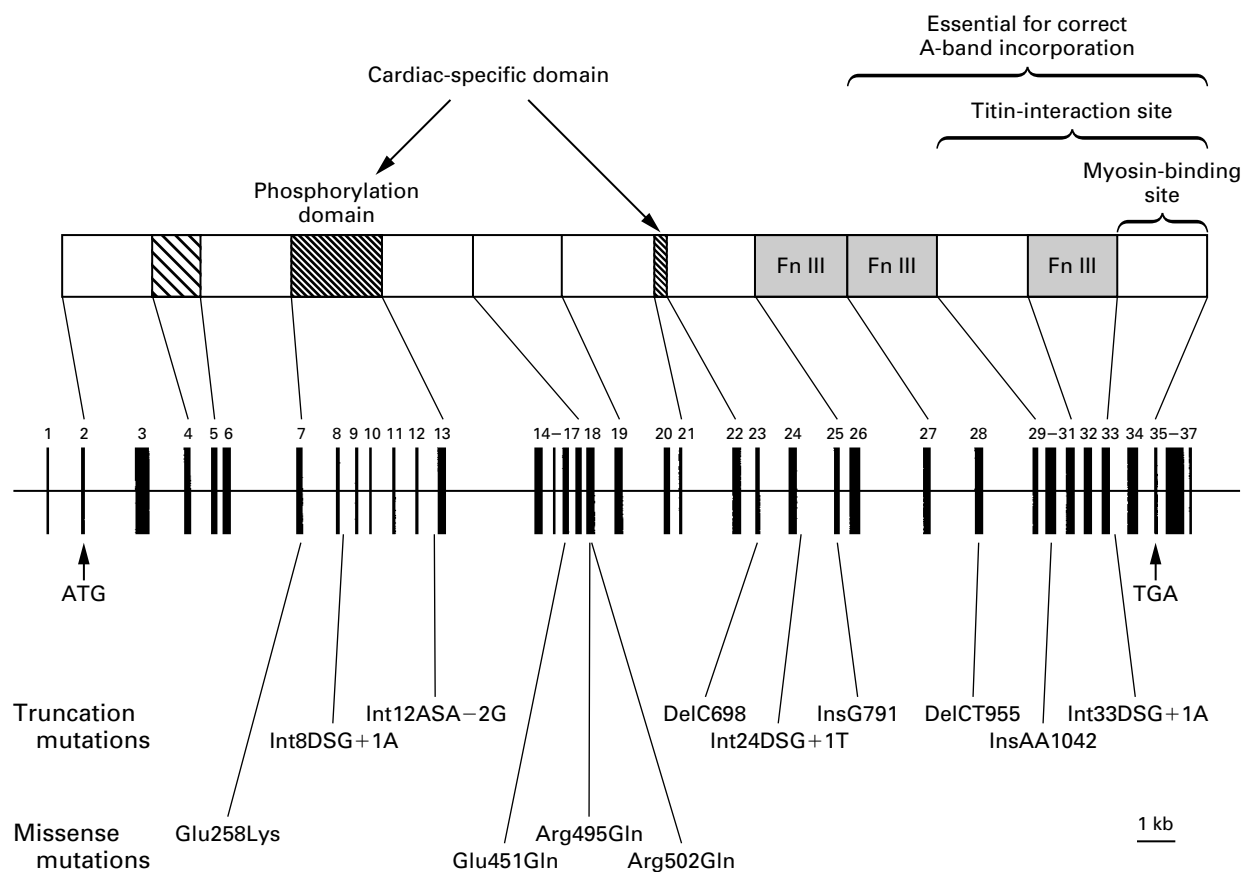 Essential for correct
A-band incorporation
Cardiac-specific domain
Titin-interaction site
Phosphorylation
domain
Myosin-binding
site
Fn III
Fn III
Fn III
1 2 3 4 5 6 7 8 9 10 11 12 13 14–17 18 19 20 21 22 23 24 25 26 27 28 29–31 32 33 34 35–37
ATG
TGA
Truncation
mutations
Int12ASA−2G
DelC698
InsG791
DelCT955
Int33DSG+1A
Int8DSG+1A
Int24DSG+1T
InsAA1042
Missense
mutations
Glu258Lys
Arg495Gln
Glu451Gln
Arg502Gln
1 kb